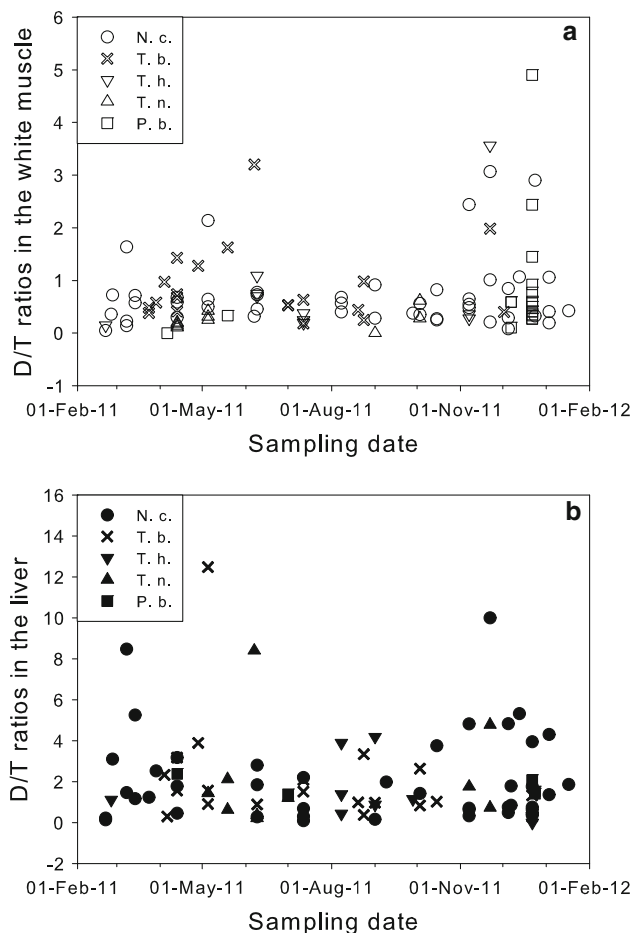 a
6
5
4
3
2
1
0
-1
N. c.
T. b.
T. h.
T. n.
P. b.
D/T ratios in the white muscle
01-Feb-11 01-May-11 01-Aug-11 01-Nov-11 01-Feb-12
Sampling date
b
16
14
12
10
8
6
4
2
0
-2
N. c.
T. b.
T. h.
T. n.
P. b.
D/T ratios in the liver
01-Feb-11 01-May-11 01-Aug-11 01-Nov-11 01-Feb-12
Sampling date